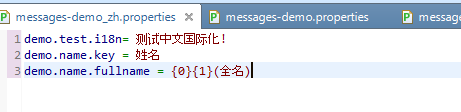 messages-demo_zh.properties messages-demo.properties messages
1 demo.test.i18n= 测试中文国际化！
2 demo.name.key = 姓名
3 demo.name.fullname = {0}{1}(全名)